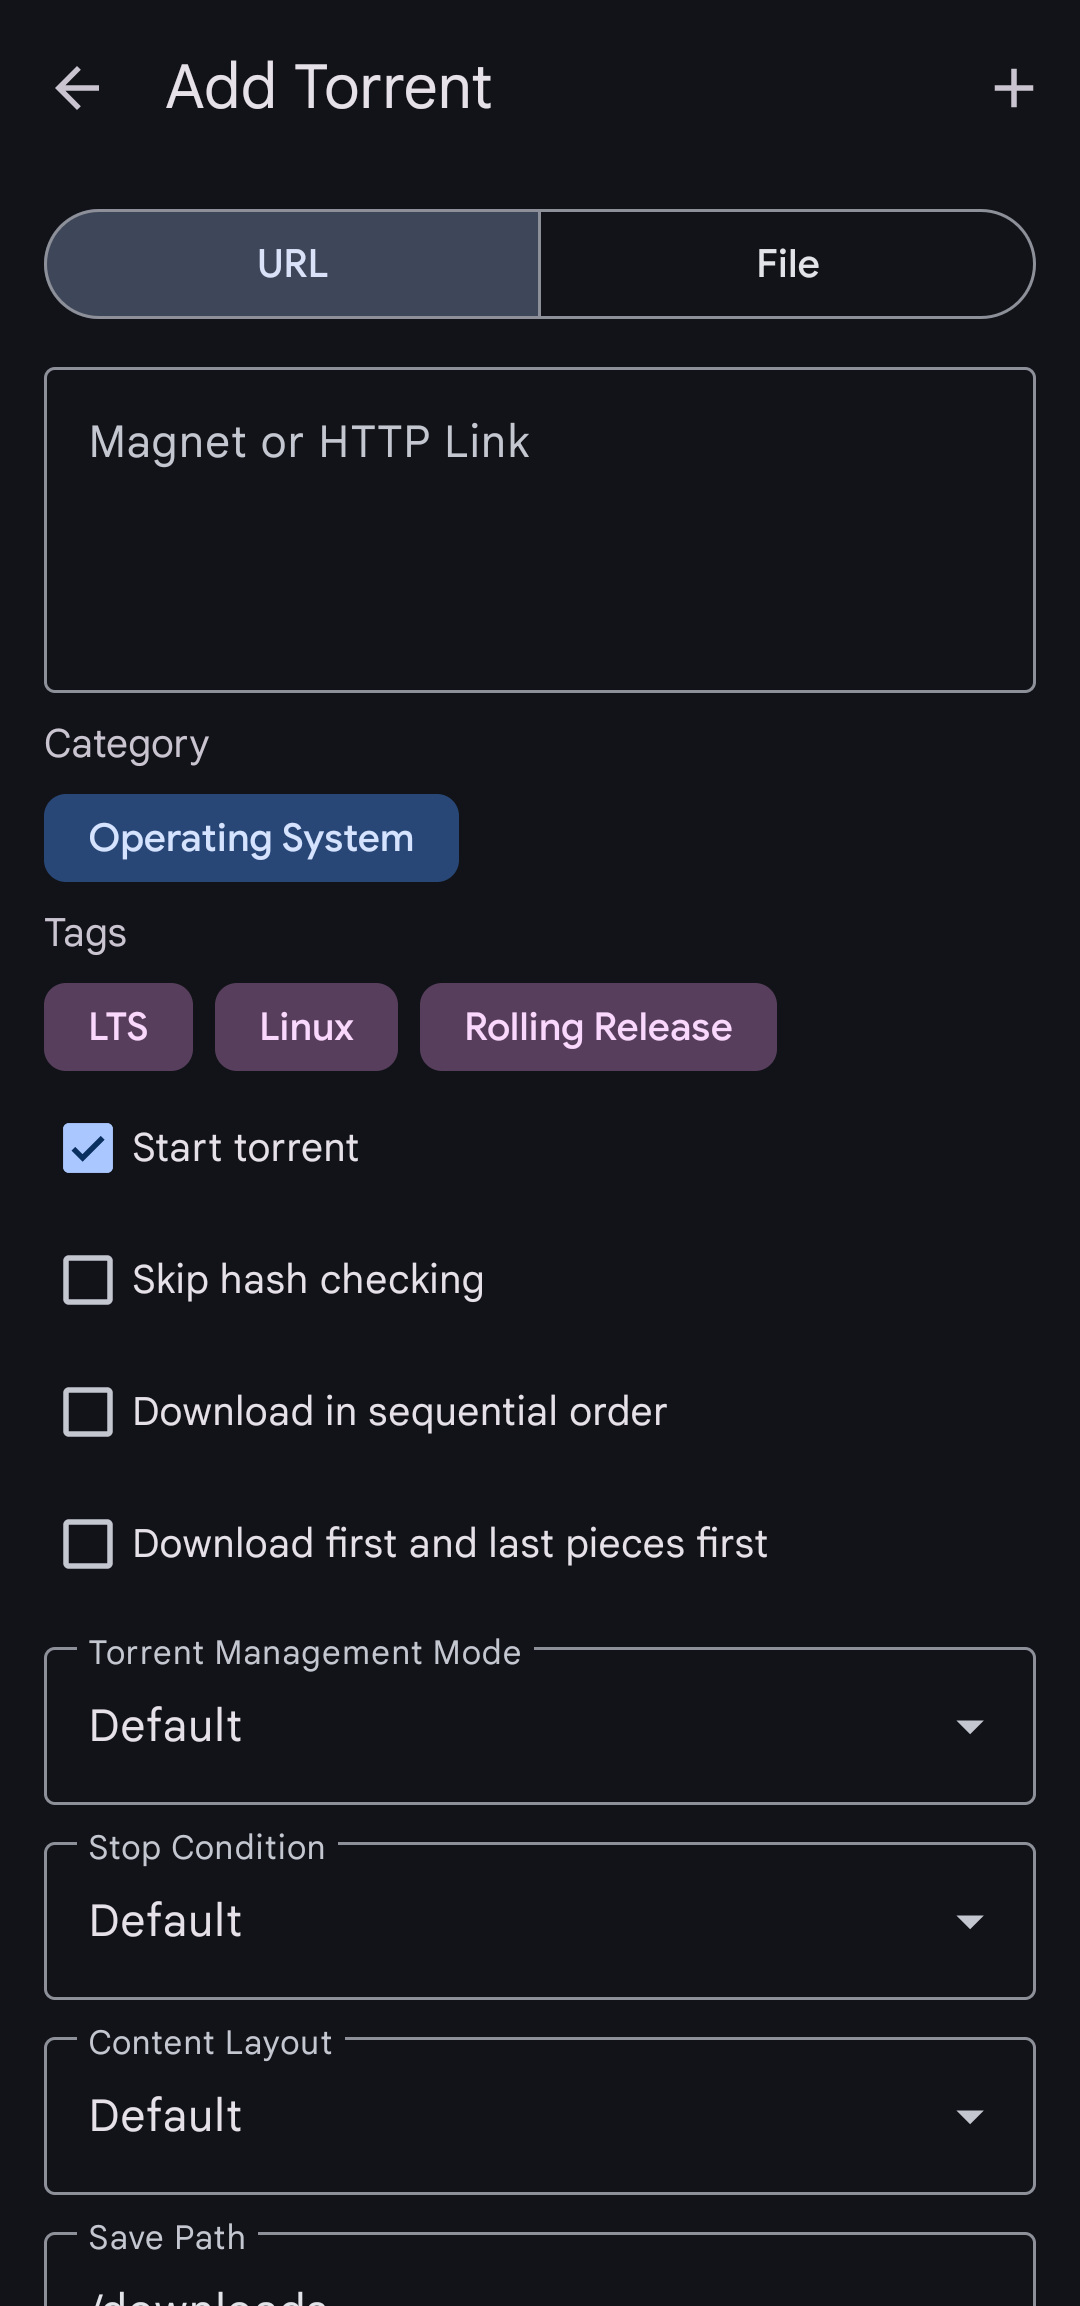 Add Torrent
URL
File
Magnet or HTTP Link
Category
Operating System
Tags
LTS
Linux
Rolling Release
Start torrent
Skip hash checking
Download in sequential order
Download first and last pieces first
Torrent Management Mode
Default
Stop Condition
Default
Content Layout
Default
Save Path
/downloads